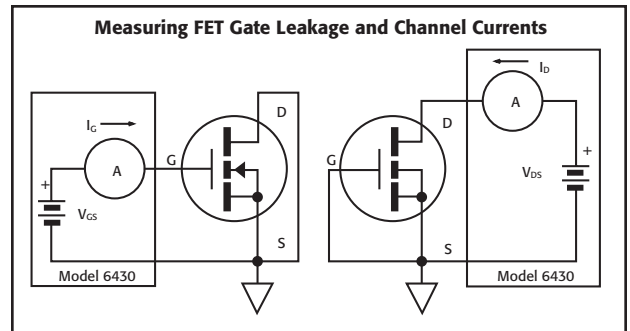 Measuring FET Gate Leakage and Channel Currents
IG
A
+
VGS
G
D
S
Model 6430
ID
A
D
G
+
VDS
S
Model 6430